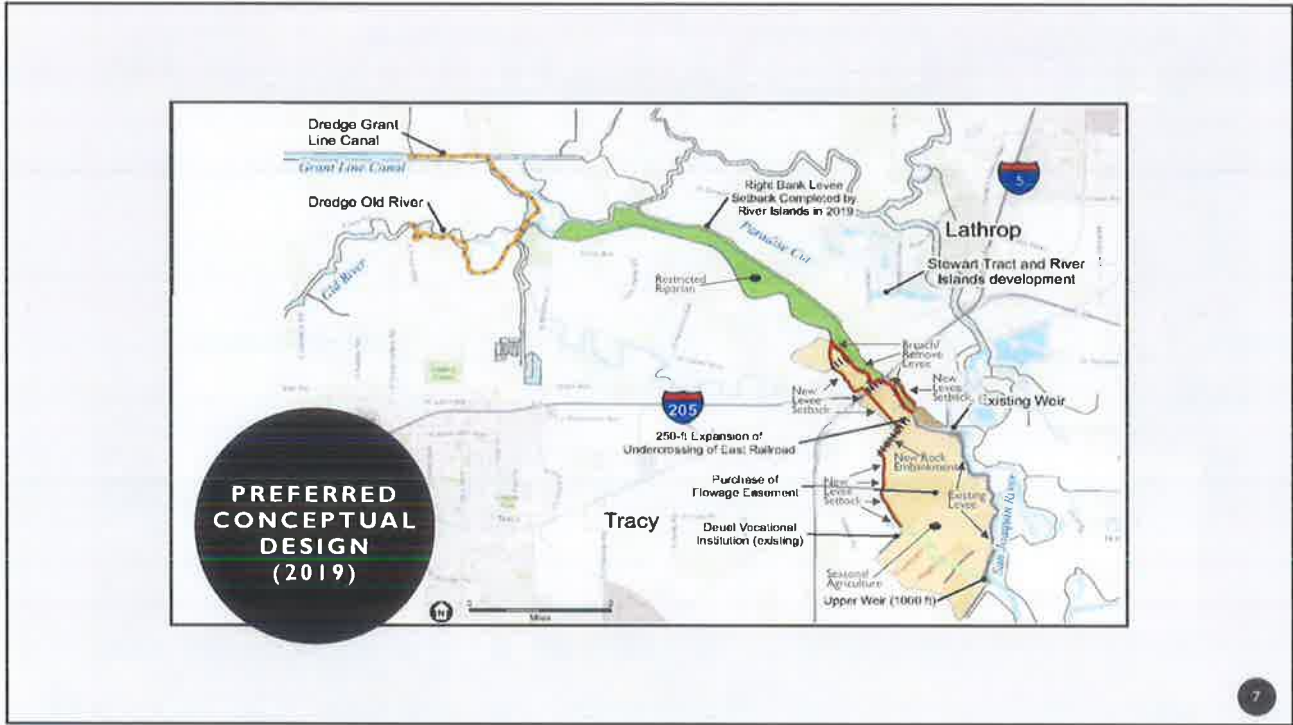 Dredge Grant
Line Canal
Grant Line Canal
Dredge Old River
Old River
Right Bank Levee
Setback Completed by
River Islands in 2019
Paradise Cut
5
Lathrop
Stewart Tract and River
Islands development
Restricted
Riparian
Breach/
Remove
Levee
New
Levee
Setback
New
Levee
Setback
Existing Weir
205
250-ft Expansion of
Undercrossing of East Railroad
New Rock
Embankment
Purchase of
Flowage Easement
New
Levee
Setback
Existing
Levee
San Joaquin River
Tracy
Deuel Vocational
Institution (existing)
Seasonal
Agriculture
Upper Weir (1000 ft)
PREFERRED
CONCEPTUAL
DESIGN
(2019)
N
0 2
Miles
7